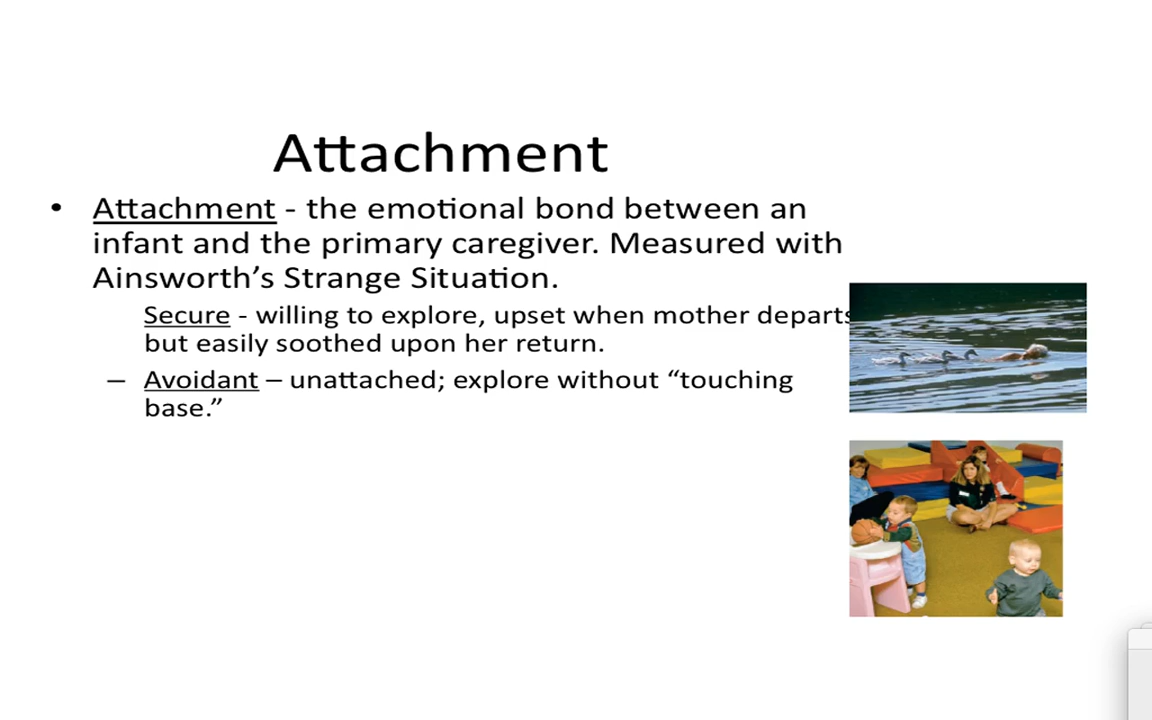 Attachment
• Attachment - the emotional bond between an
infant and the primary caregiver. Measured with
Ainsworth’s Strange Situation.
Secure - willing to explore, upset when mother departs
but easily soothed upon her return.
– Avoidant – unattached; explore without “touching
base.”